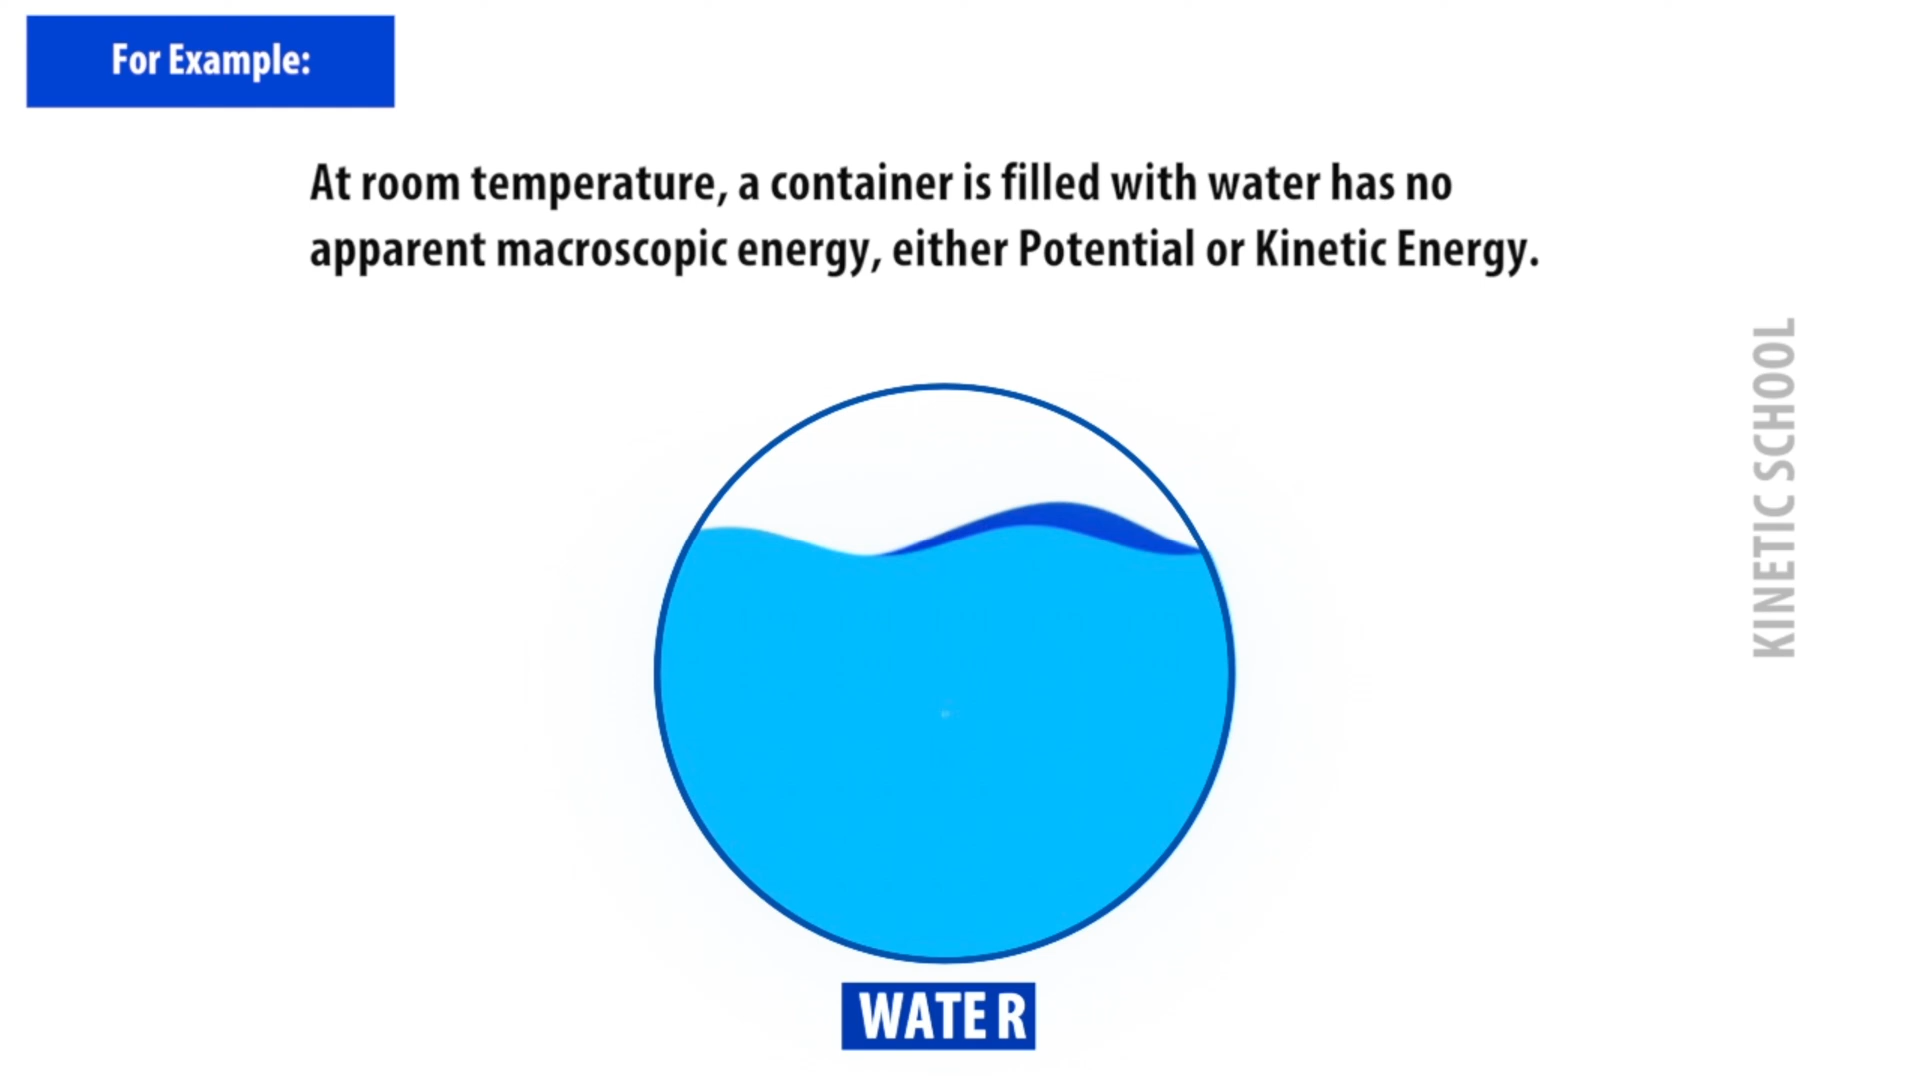 For Example:
At room temperature, a container is filled with water has no
apparent macroscopic energy, either Potential or Kinetic Energy.
KINETIC SCHOOL
WATER